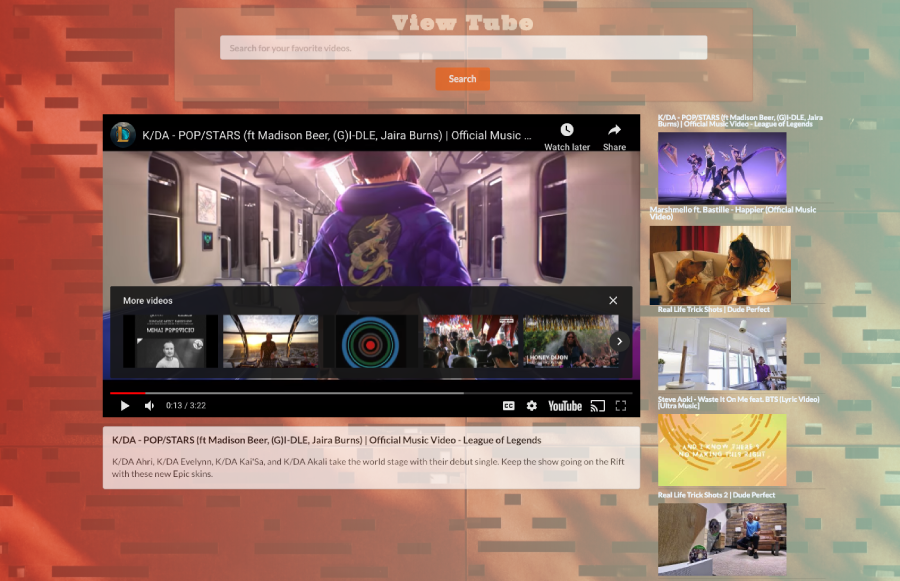 View Tube
Search for your favorite videos.
Search
K/DA - POP/STARS (ft Madison Beer, (G)I-DLE, Jaira Burns) | Official Music ...
Watch later
Share
More videos
MIHAI POPOVICIU
HONEY DIJON
0:13 / 3:22
CC
YouTube
K/DA - POP/STARS (ft Madison Beer, (G)I-DLE, Jaira Burns) | Official Music Video - League of Legends
K/DA Ahri, K/DA Evelynn, K/DA Kai'Sa, and K/DA Akali take the world stage with their debut single. Keep the show going on the Rift
with these new Epic skins.
K/DA - POP/STARS (ft Madison Beer, (G)I-DLE, Jaira
Burns) | Official Music Video - League of Legends
Marshmello ft. Bastille - Happier (Official Music
Video)
Real Life Trick Shots | Dude Perfect
Steve Aoki - Waste It On Me feat. BTS (Lyric Video)
[Ultra Music]
AND I KNOW THERE'S
NO MAKING THIS RIGHT
Real Life Trick Shots 2 | Dude Perfect